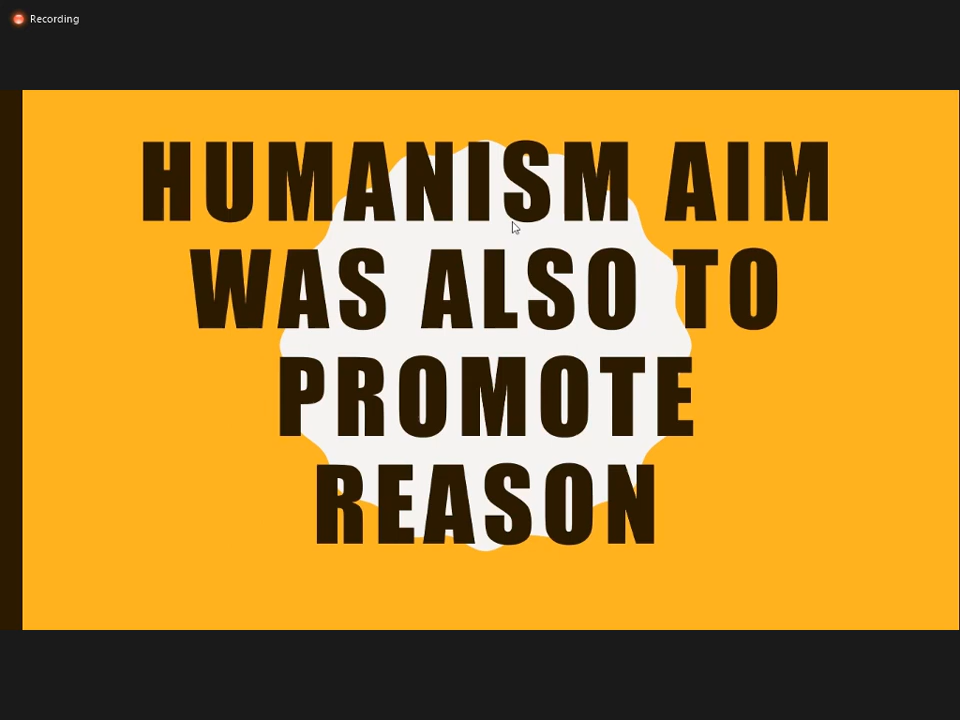 Recording
HUMANISM AIM
WAS ALSO TO
PROMOTE
REASON